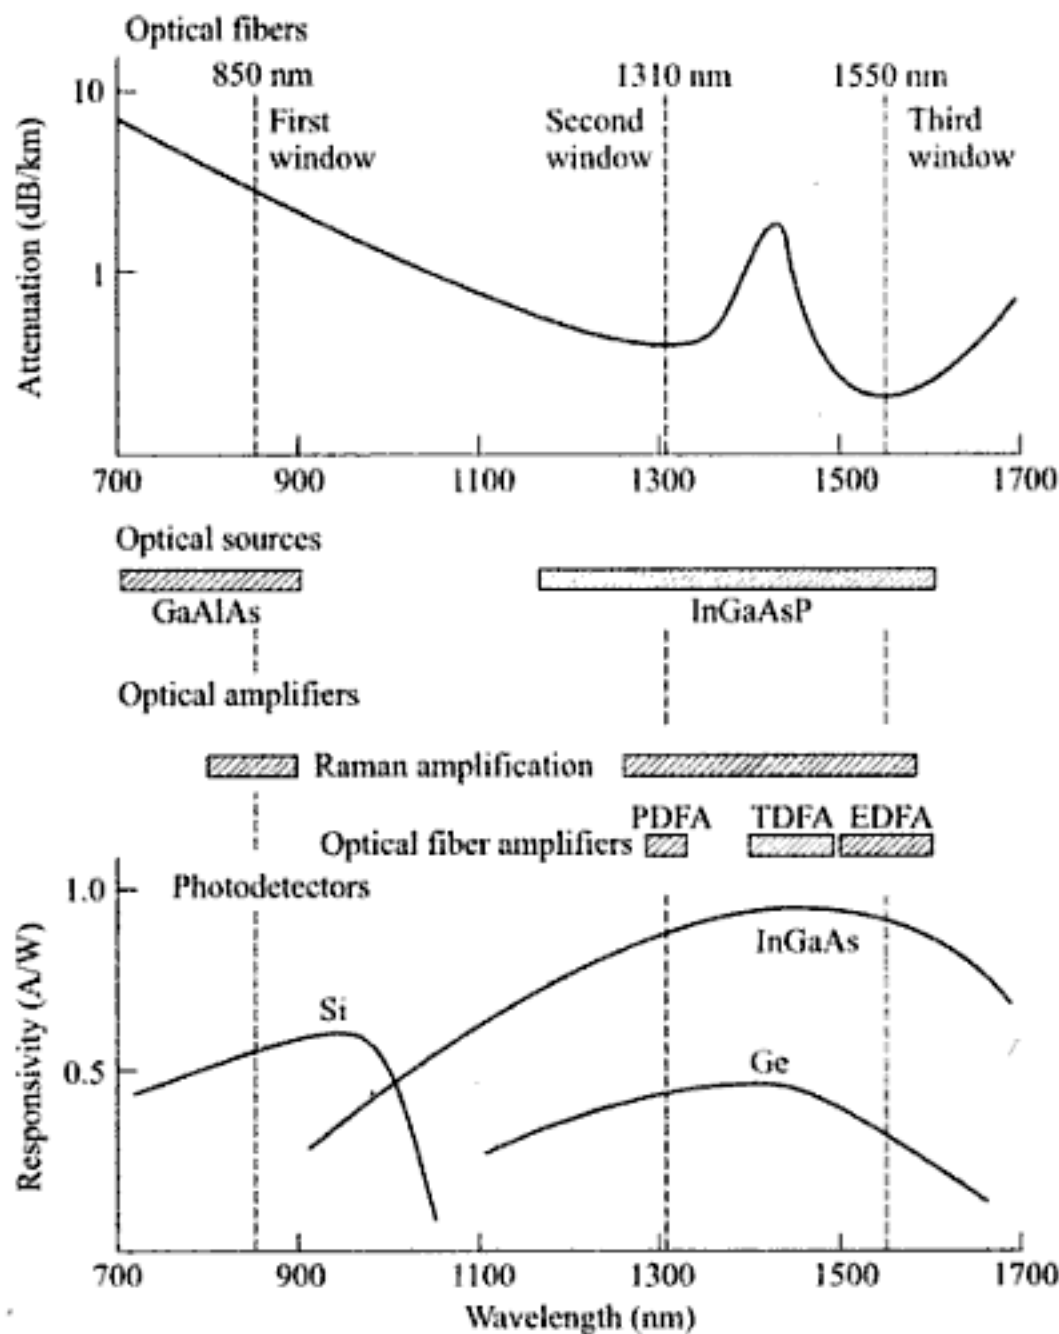 Optical fibers
850 nm
1310 nm
1550 nm
First
window
Second
window
Third
window
10
1
Attenuation (dB/km)
700
900
1100
1300
1500
1700
Optical sources
GaAlAs
InGaAsP
Optical amplifiers
Raman amplification
PDFA
TDFA
EDFA
Optical fiber amplifiers
Photodetectors
1.0
0.5
Responsivity (A/W)
Si
InGaAs
Ge
700
900
1100
1300
1500
1700
Wavelength (nm)